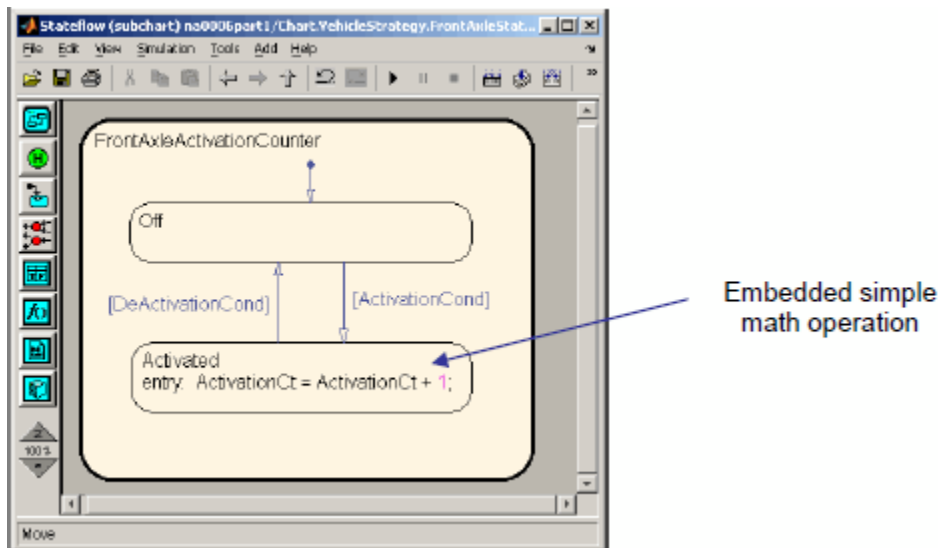 Stateflow (subchart) na0006part1/Chart.VehicleStrategy.FrontAxleStat...
File Edit View Simulation Tools Add Help
FrontAxleActivationCounter
Off
[DeActivationCond]
[ActivationCond]
Activated
entry: ActivationCt = ActivationCt + 1;
Embedded simple
math operation
100%
Move